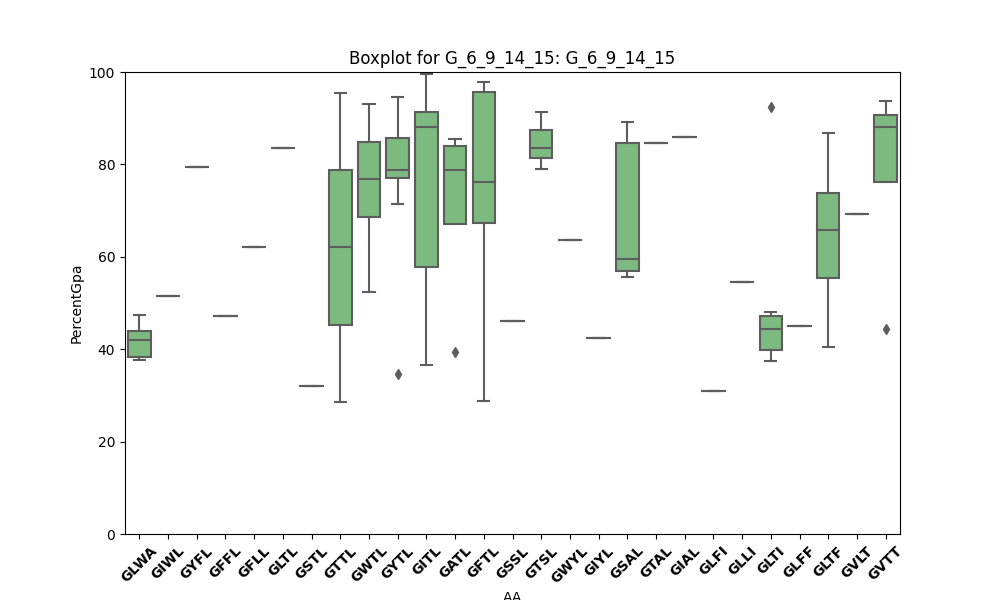 Boxplot for G_6_9_14_15: G_6_9_14_15
100
80
60
40
20
0
PercentGpa
GLWA GIWL GYFL GFFL GFLL GLTL GSTL GTTL GWTL GYTL GITL GATL GFTL GSSL GTSL GWYL GIYL GSAL GTAL GIAL GLFI GLLI GLTI GLFF GLTF GVLT GVTT
AA